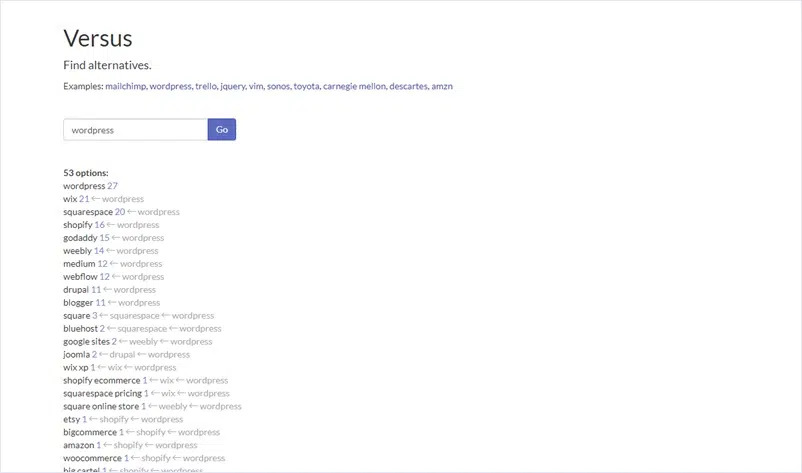 Versus
Find alternatives.
Examples: mailchimp, wordpress, trello, jquery, vim, sonos, toyota, carnegie mellon, descartes, amzn
wordpress Go
53 options:
wordpress 27
wix 21 ← wordpress
squarespace 20 ← wordpress
shopify 16 ← wordpress
godaddy 15 ← wordpress
weebly 14 ← wordpress
medium 12 ← wordpress
webflow 12 ← wordpress
drupal 11 ← wordpress
blogger 11 ← wordpress
square 3 ← squarespace ← wordpress
bluehost 2 ← squarespace ← wordpress
google sites 2 ← weebly ← wordpress
joomla 2 ← drupal ← wordpress
wix xp 1 ← wix ← wordpress
shopify ecommerce 1 ← wix ← wordpress
squarespace pricing 1 ← wix ← wordpress
square online store 1 ← weebly ← wordpress
etsy 1 ← shopify ← wordpress
bigcommerce 1 ← shopify ← wordpress
amazon 1 ← shopify ← wordpress
woocommerce 1 ← shopify ← wordpress
big cartel 1 ← shopify ← wordpress